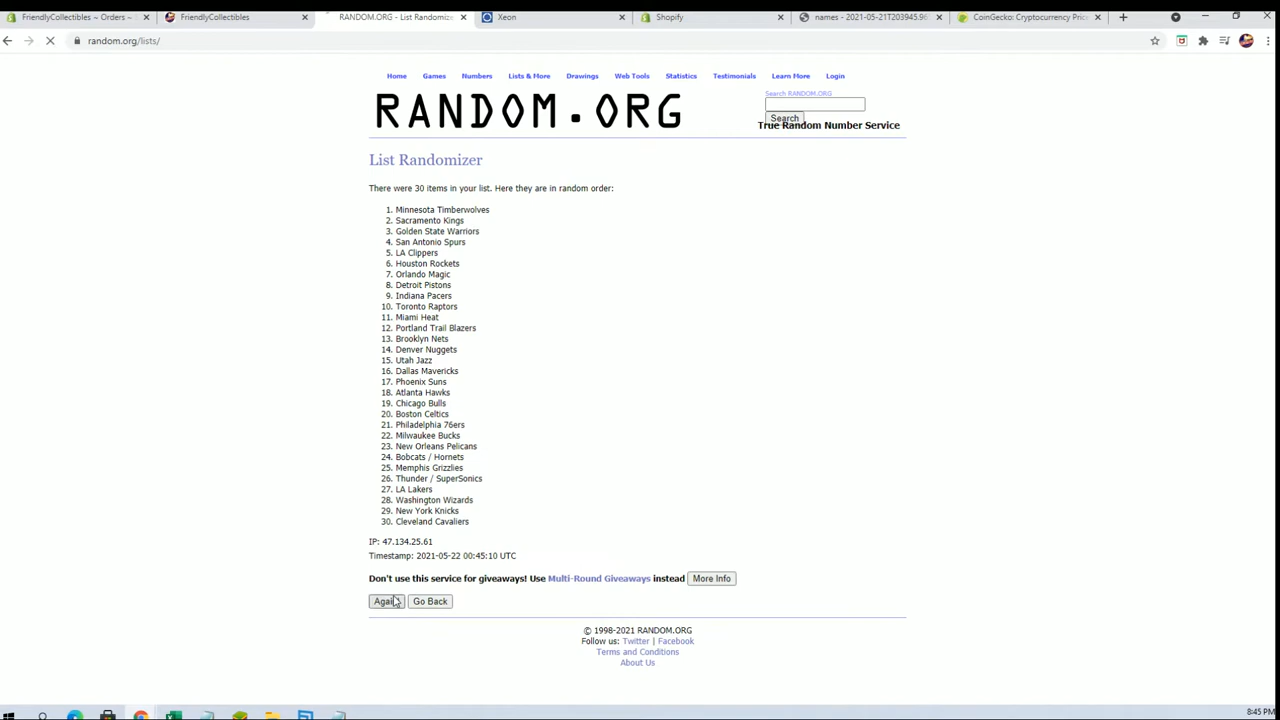 FriendlyCollectibles ~ Orders ~
FriendlyCollectibles
RANDOM.ORG - List Randomizer
Xeon
Shopify
names - 2021-05-21T203945.96
CoinGecko: Cryptocurrency Price
random.org/lists/
Home Games Numbers Lists & More Drawings Web Tools Statistics Testimonials Learn More Login
Search RANDOM.ORG
RANDOM.ORG
Search
True Random Number Service
List Randomizer
There were 30 items in your list. Here they are in random order:
1. Minnesota Timberwolves
2. Sacramento Kings
3. Golden State Warriors
4. San Antonio Spurs
5. LA Clippers
6. Houston Rockets
7. Orlando Magic
8. Detroit Pistons
9. Indiana Pacers
10. Toronto Raptors
11. Miami Heat
12. Portland Trail Blazers
13. Brooklyn Nets
14. Denver Nuggets
15. Utah Jazz
16. Dallas Mavericks
17. Phoenix Suns
18. Atlanta Hawks
19. Chicago Bulls
20. Boston Celtics
21. Philadelphia 76ers
22. Milwaukee Bucks
23. New Orleans Pelicans
24. Bobcats / Hornets
25. Memphis Grizzlies
26. Thunder / SuperSonics
27. LA Lakers
28. Washington Wizards
29. New York Knicks
30. Cleveland Cavaliers
IP: 47.134.25.61
Timestamp: 2021-05-22 00:45:10 UTC
Don't use this service for giveaways! Use Multi-Round Giveaways instead More Info
Again Go Back
© 1998-2021 RANDOM.ORG
Follow us: Twitter | Facebook
Terms and Conditions
About Us
8:45 PM